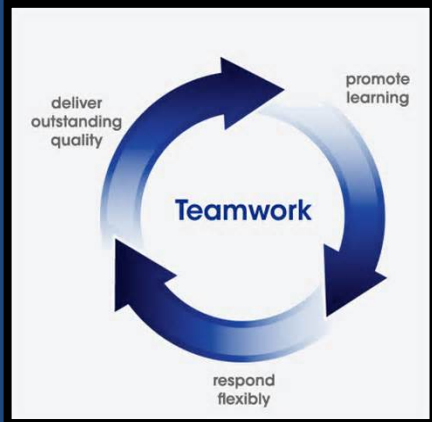 promote
learning
deliver
outstanding
quality
Teamwork
respond
flexibly